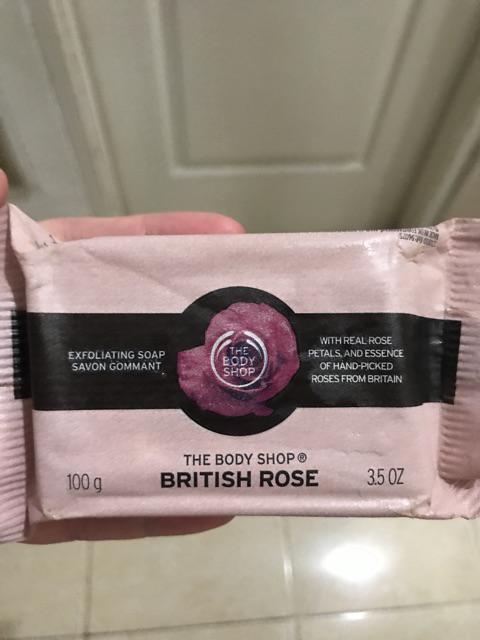 EXFOLIATING SOAP
SAVON GOMMANT
THE
BODY
SHOP
WITH REAL ROSE
PETALS, AND ESSENCE
OF HAND-PICKED
ROSES FROM BRITAIN
THE BODY SHOP®
BRITISH ROSE
100 g
3.5 OZ